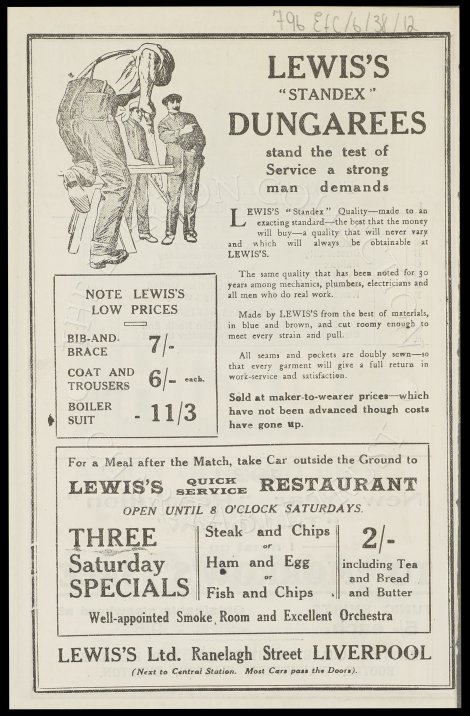 796 EFC/6/38/12
LEWIS'S
"STANDEX"
DUNGAREES
stand the test of
Service a strong
man demands
LEWIS'S "Standex" Quality—made to an
exacting standard—the best that the money
will buy—a quality that will never vary
and which will always be obtainable at
LEWIS'S.
The same quality that has been noted for 30
years among mechanics, plumbers, electricians and
all men who do real work.
Made by LEWIS'S from the best of materials,
in blue and brown, and cut roomy enough to
meet every strain and pull.
All seams and pockets are doubly sewn—so
that every garment will give a full return in
work-service and satisfaction.
Sold at maker-to-wearer prices—which
have not been advanced though costs
have gone up.
NOTE LEWIS'S
LOW PRICES
BIB-AND-
BRACE 7/-
COAT AND
TROUSERS 6/- each.
BOILER
SUIT - 11/3
For a Meal after the Match, take Car outside the Ground to
LEWIS'S QUICK SERVICE RESTAURANT
OPEN UNTIL 8 O'CLOCK SATURDAYS.
THREE
Saturday
SPECIALS
Steak and Chips
or
Ham and Egg
or
Fish and Chips
2/-
including Tea
and Bread
and Butter
Well-appointed Smoke Room and Excellent Orchestra
LEWIS'S Ltd. Ranelagh Street LIVERPOOL
(Next to Central Station. Most Cars pass the Doors).